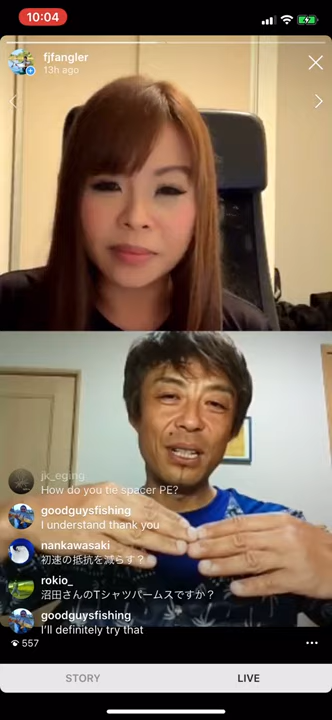 10:04
fjfangler
13h ago
jk_eging
How do you tie spacer PE?
goodguysfishing
I understand thank you
nankawasaki
初速の抵抗を減らす？
rokio_
沼田さんのTシャツパームスですか？
goodguysfishing
I'll definitely try that
557
STORY
LIVE